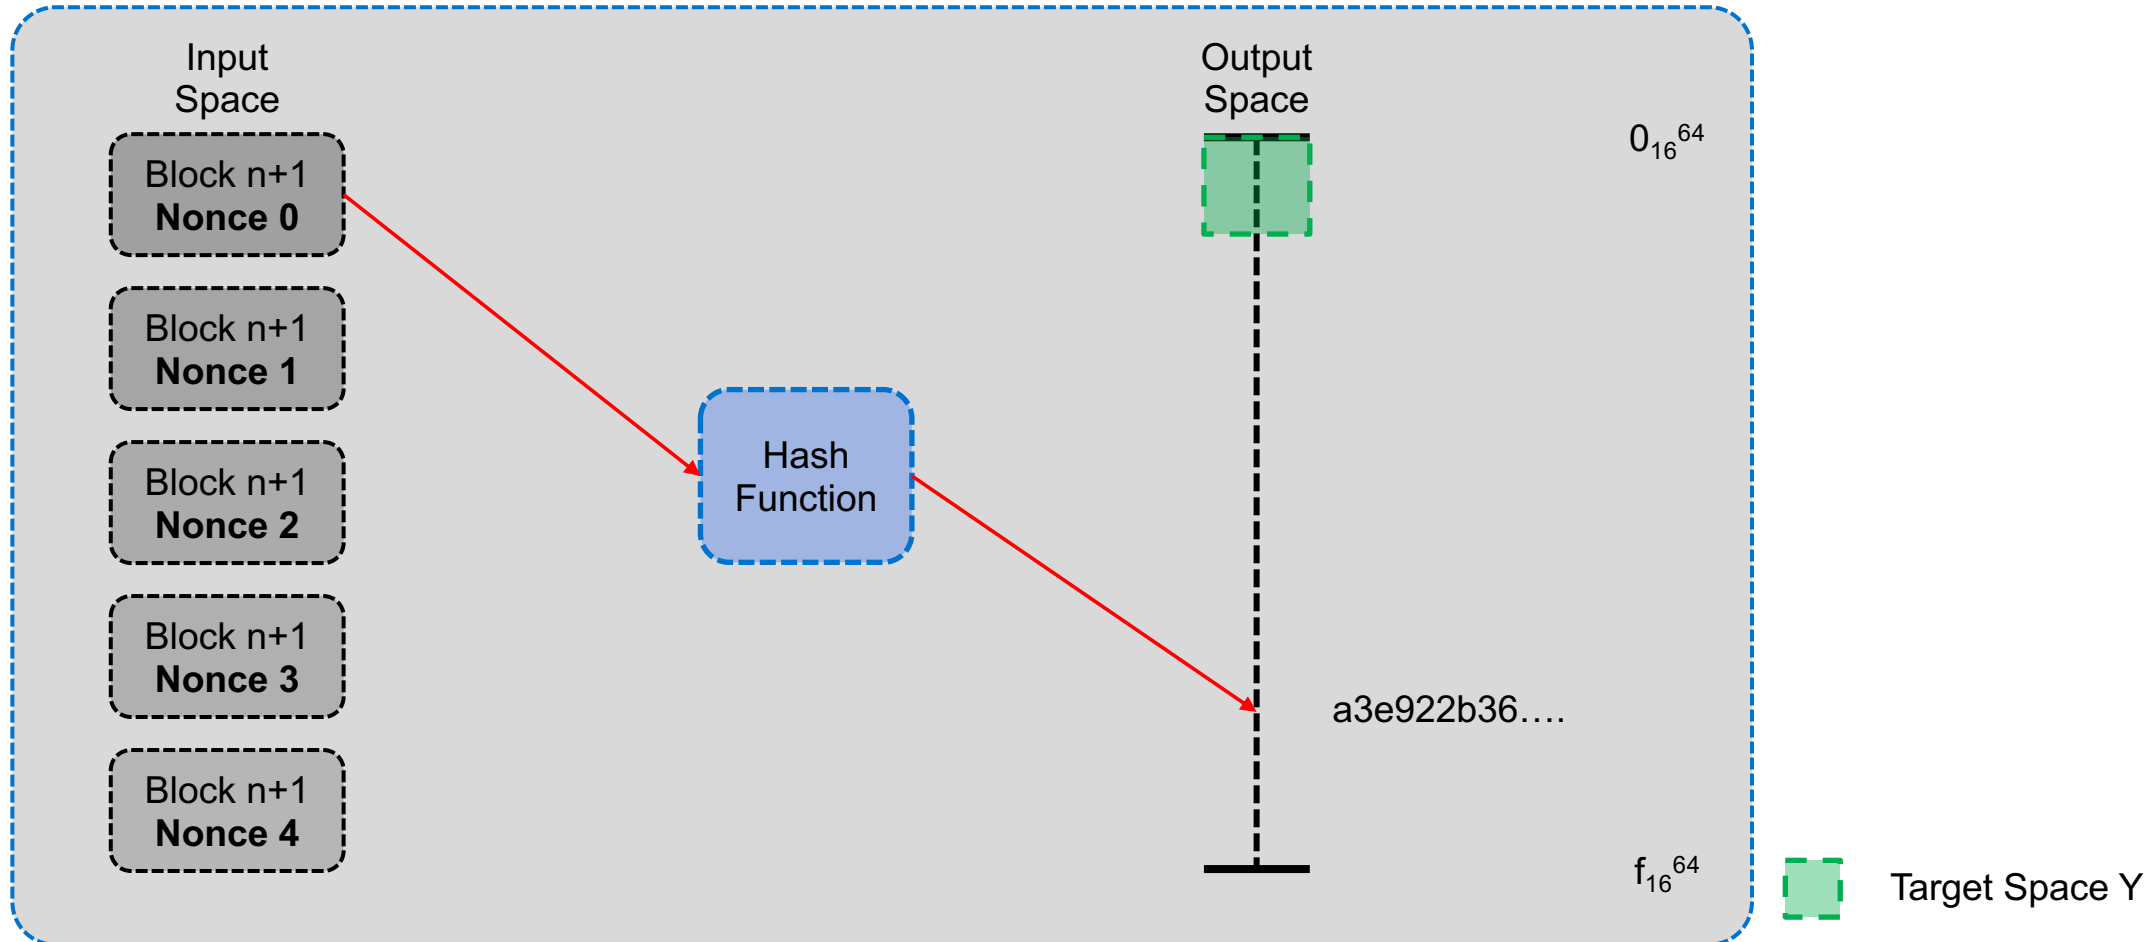 Input
Space
Output
Space
0₁₆⁶⁴
Block n+1
Nonce 0
Block n+1
Nonce 1
Block n+1
Nonce 2
Block n+1
Nonce 3
Block n+1
Nonce 4
Hash
Function
a3e922b36....
f₁₆⁶⁴
Target Space Y